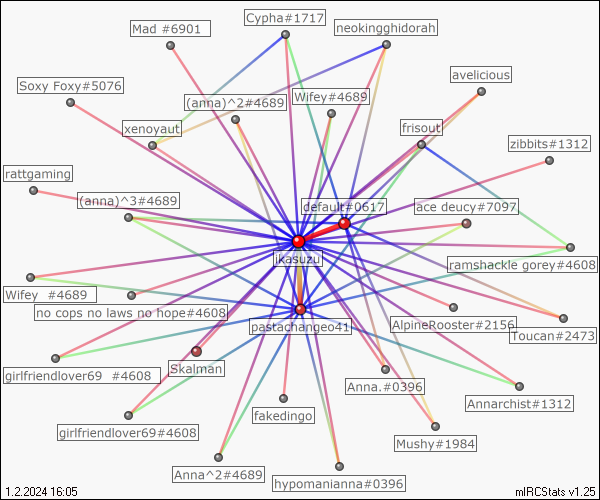 Cypha#1717
Mad #6901
neokingghidorah
avelicious
Soxy Foxy#5076
(anna)^2#4689
Wifey#4689
xenoyaut
frisout
zibbits#1312
rattgaming
(anna)^3#4689
default#0617
ace deucy#7097
ikasuzu
ramshackle gorey#4608
Wifey _#4689
no cops no laws no hope#4608
pastachangeo41
AlpineRooster#2156
Toucan#2473
girlfriendlover69 #4608
Skalman
Anna.#0396
Annarchist#1312
fakedingo
girlfriendlover69#4608
Mushy#1984
Anna^2#4689
hypomanianna#0396
1.2.2024 16:05
mIRCStats v1.25